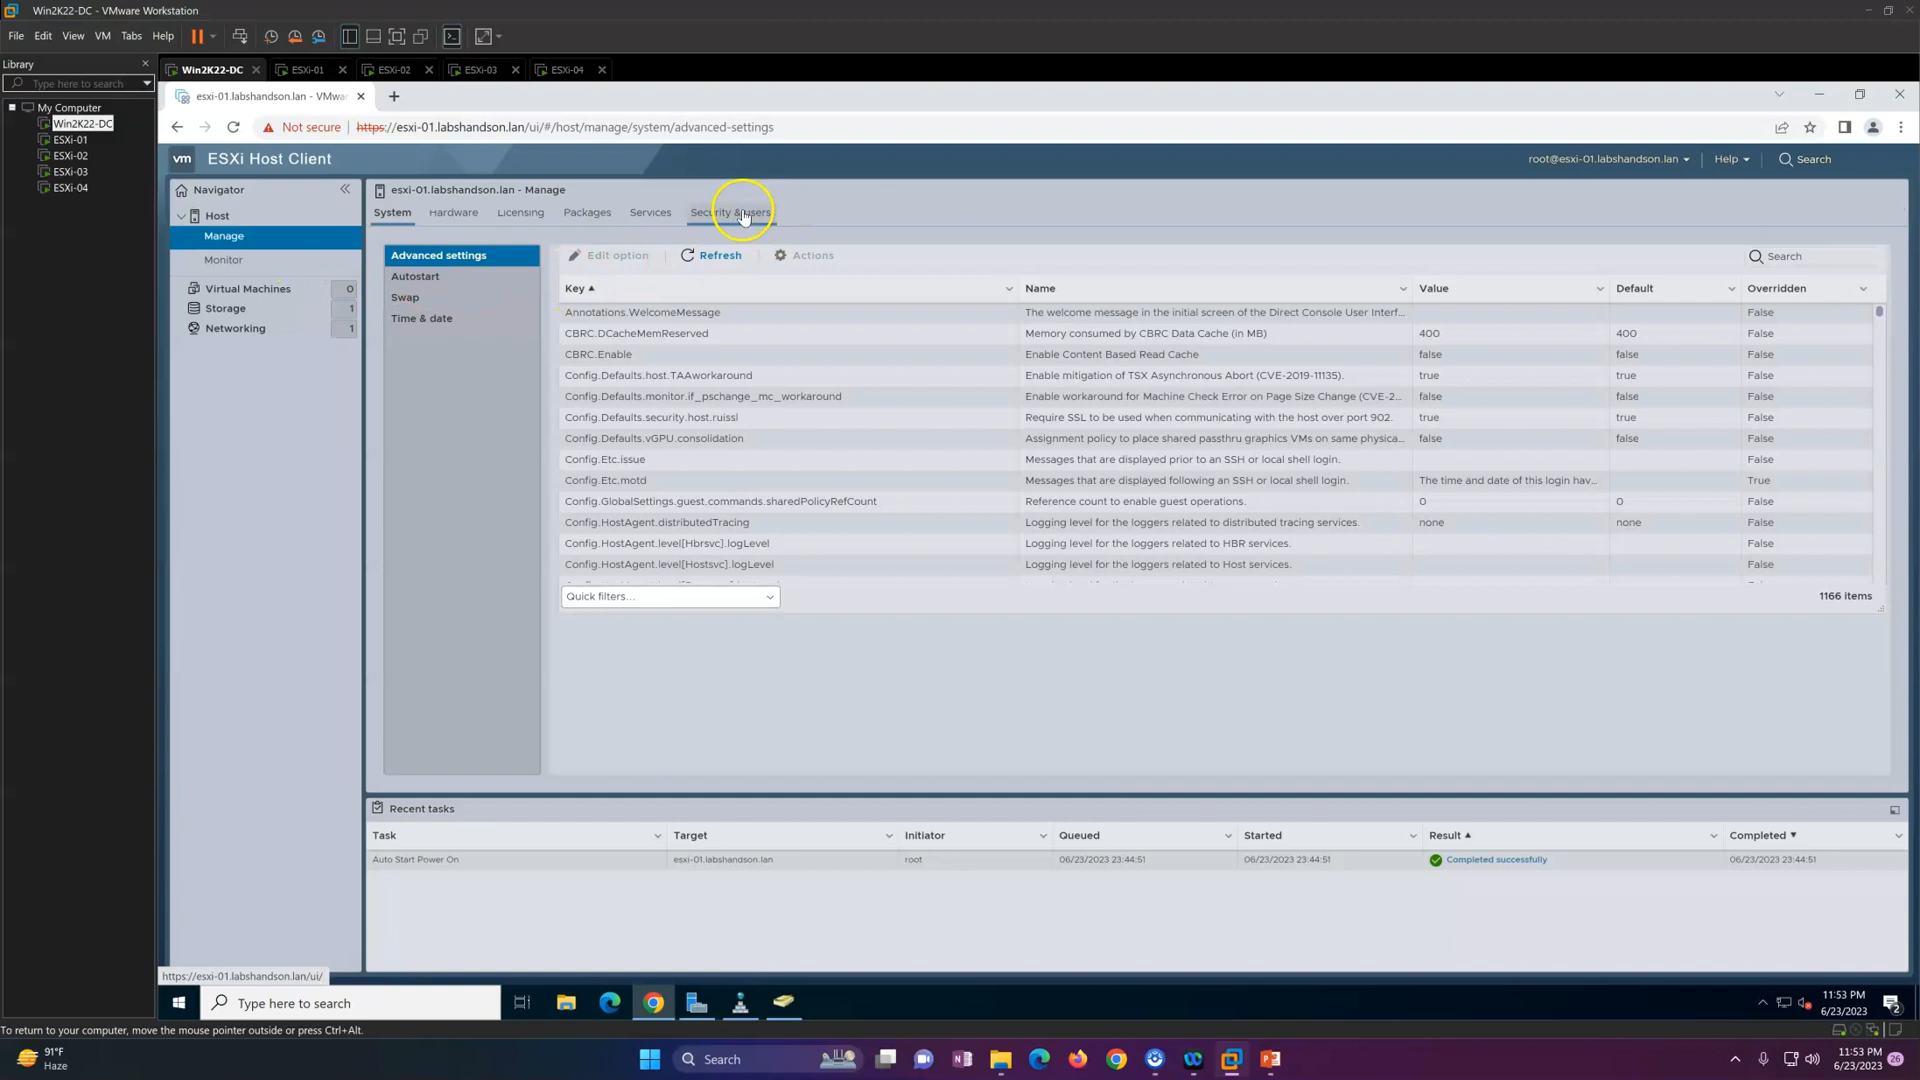 Win2K22-DC - VMware Workstation
File Edit View VM Tabs Help
Library
Type here to search
My Computer
Win2K22-DC
ESXi-01
ESXi-02
ESXi-03
ESXi-04
Win2K22-DC ESXi-01 ESXi-02 ESXi-03 ESXi-04
esxi-01.labshandson.lan - VMwar
Not secure https://esxi-01.labshandson.lan/ui/#/host/manage/system/advanced-settings
vm ESXi Host Client
root@esxi-01.labshandson.lan Help Search
Navigator
Host
Manage
Monitor
Virtual Machines 0
Storage 1
Networking 1
esxi-01.labshandson.lan - Manage
System Hardware Licensing Packages Services Security & users
Advanced settings
Autostart
Swap
Time & date
Edit option Refresh Actions Search
Key Name Value Default Overridden
Annotations.WelcomeMessage The welcome message in the initial screen of the Direct Console User Interf... False
CBRC.DCacheMemReserved Memory consumed by CBRC Data Cache (in MB) 400 400 False
CBRC.Enable Enable Content Based Read Cache false false False
Config.Defaults.host.TAAworkaround Enable mitigation of TSX Asynchronous Abort (CVE-2019-11135). true true False
Config.Defaults.monitor.if_pschange_mc_workaround Enable workaround for Machine Check Error on Page Size Change (CVE-2... false false False
Config.Defaults.security.host.ruissl Require SSL to be used when communicating with the host over port 902. true true False
Config.Defaults.vGPU.consolidation Assignment policy to place shared passthru graphics VMs on same physica... false false False
Config.Etc.issue Messages that are displayed prior to an SSH or local shell login. False
Config.Etc.motd Messages that are displayed following an SSH or local shell login. The time and date of this login hav... True
Config.GlobalSettings.guest.commands.sharedPolicyRefCount Reference count to enable guest operations. 0 0 False
Config.HostAgent.distributedTracing Logging level for the loggers related to distributed tracing services. none none False
Config.HostAgent.level[Hbrsvc].logLevel Logging level for the loggers related to HBR services. False
Config.HostAgent.level[Hostsvc].logLevel Logging level for the loggers related to Host services. False
Quick filters... 1166 items
Recent tasks
Task Target Initiator Queued Started Result Completed
Auto Start Power On esxi-01.labshandson.lan root 06/23/2023 23:44:51 06/23/2023 23:44:51 Completed successfully 06/23/2023 23:44:51
https://esxi-01.labshandson.lan/ui/
Type here to search
11:53 PM
6/23/2023
2
To return to your computer, move the mouse pointer outside or press Ctrl+Alt.
91°F
Haze
Search
11:53 PM
6/23/2023
26